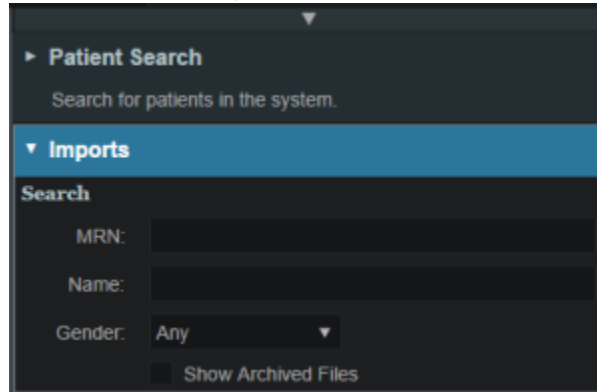 Patient Search
Search for patients in the system.
Imports
Search
MRN:
Name:
Gender: Any
Show Archived Files